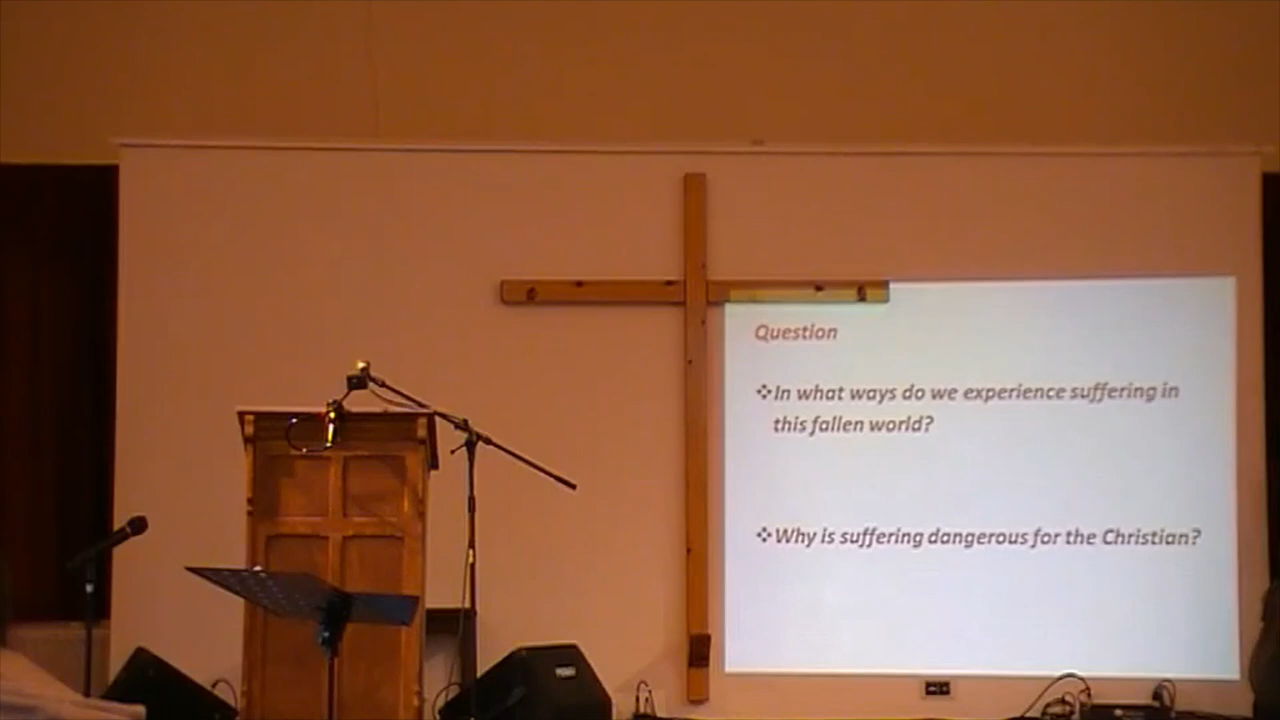 Question
❖In what ways do we experience suffering in
this fallen world?
❖Why is suffering dangerous for the Christian?